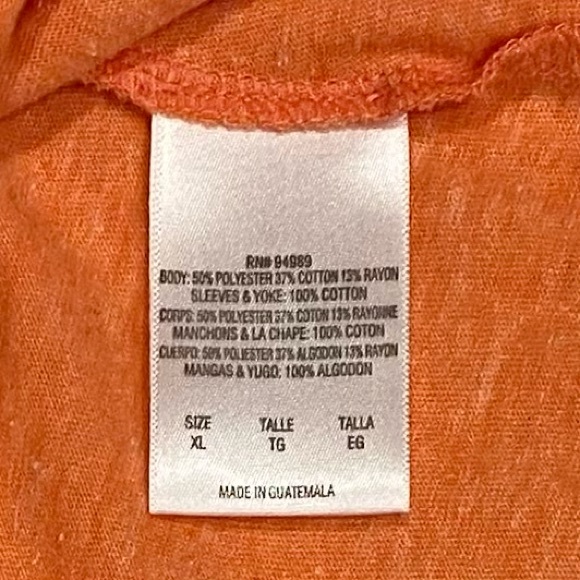 RN# 94989
BODY: 50% POLYESTER 37% COTTON 13% RAYON
SLEEVES & YOKE: 100% COTTON
CORPS: 50% POLYESTER 37% COTON 13% RAYONNE
MANCHONS & LA CHAPE: 100% COTON
CUERPO: 50% POLIESTER 37% ALGODON 13% RAYON
MANGAS & YUGO: 100% ALGODON
SIZE TALLE TALLA
XL TG EG
MADE IN GUATEMALA